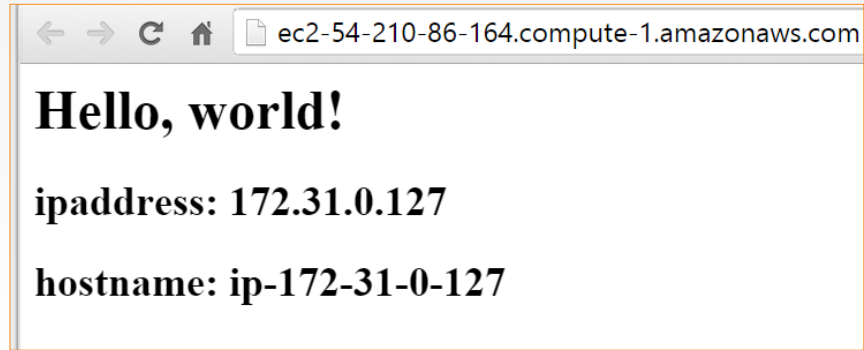 ec2-54-210-86-164.compute-1.amazonaws.com
Hello, world!
ipaddress: 172.31.0.127
hostname: ip-172-31-0-127